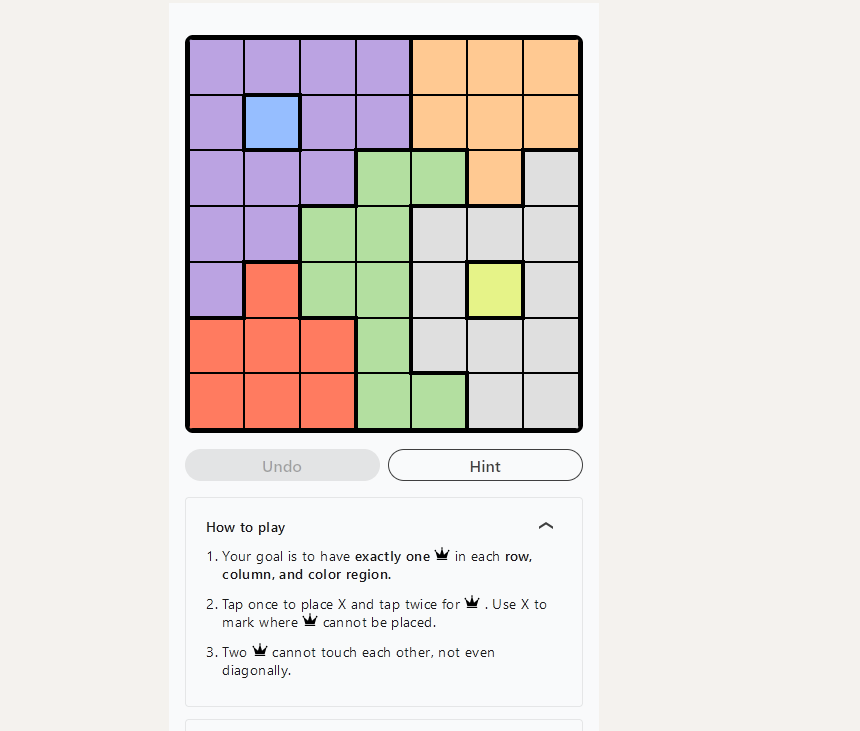 Undo
Hint
How to play
1. Your goal is to have exactly one in each row,
column, and color region.
2. Tap once to place X and tap twice for . Use X to
mark where cannot be placed.
3. Two cannot touch each other, not even
diagonally.